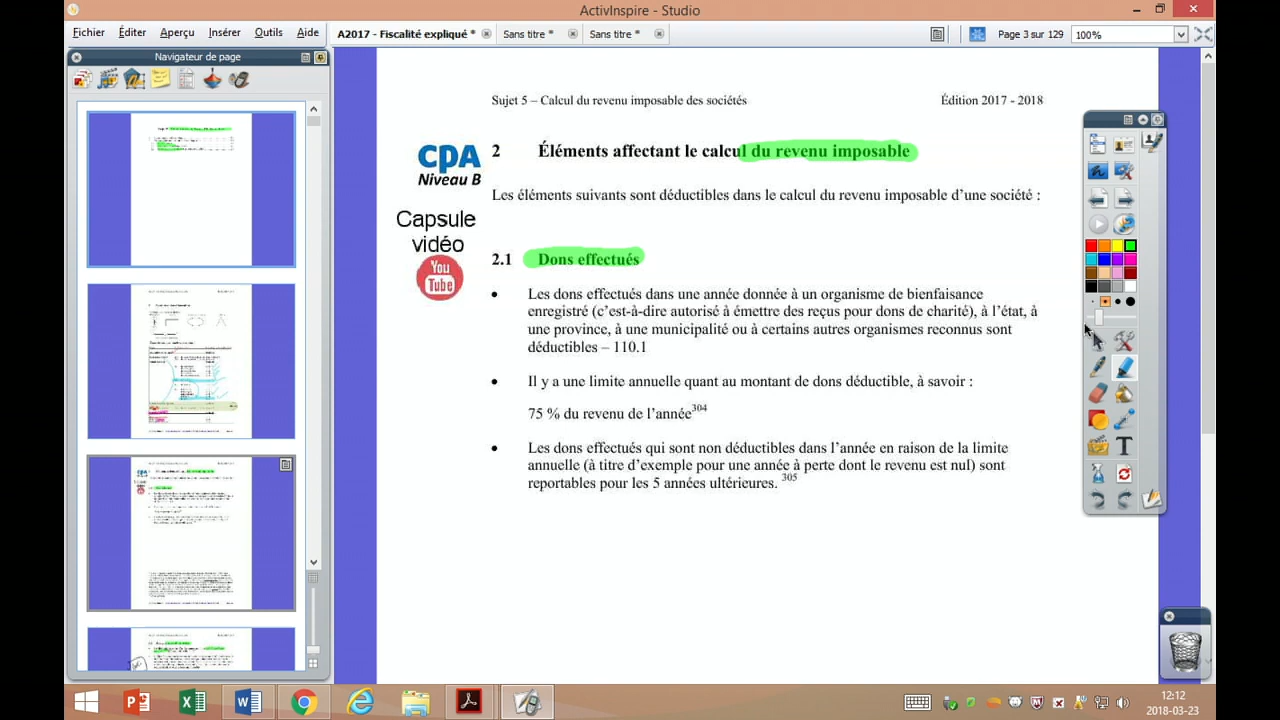 ActivInspire - Studio
Fichier Éditer Aperçu Insérer Outils Aide
A2017 - Fiscalité expliqué * Sans titre * Sans titre * Page 3 sur 129 100%
Navigateur de page
Sujet 5 – Calcul du revenu imposable des sociétés Édition 2017 - 2018
CPA
Niveau B
2 Éléments affectant le calcul du revenu imposable
Les éléments suivants sont déductibles dans le calcul du revenu imposable d’une société :
Capsule
vidéo
You
Tube
2.1 Dons effectués
• Les dons effectués dans une année donnée à un organisme de bienfaisance
enregistré (c’est-à-dire autorisé à émettre des reçus pour dons de charité), à l’état, à
une province, à une municipalité ou à certains autres organismes reconnus sont
déductibles – 110.1
• Il y a une limite annuelle quant au montant de dons déductible, à savoir :
75 % du revenu de l’année304
• Les dons effectués qui sont non déductibles dans l’année en raison de la limite
annuelle (à titre d’exemple pour une année à perte dont le revenu est nul) sont
reportables pour les 5 années ultérieures. 305
12:12
2018-03-23